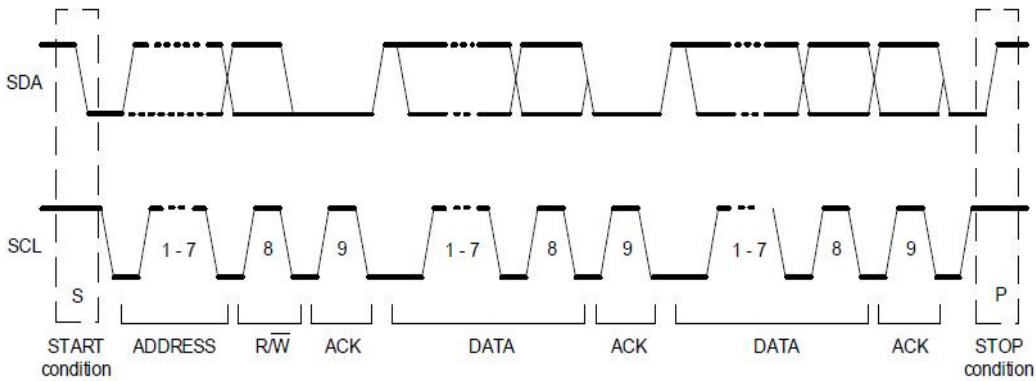 SDA
SCL
1 - 7 8 9 1 - 7 8 9 1 - 7 8 9
S P
START condition ADDRESS R/W̅ ACK DATA ACK DATA ACK STOP condition